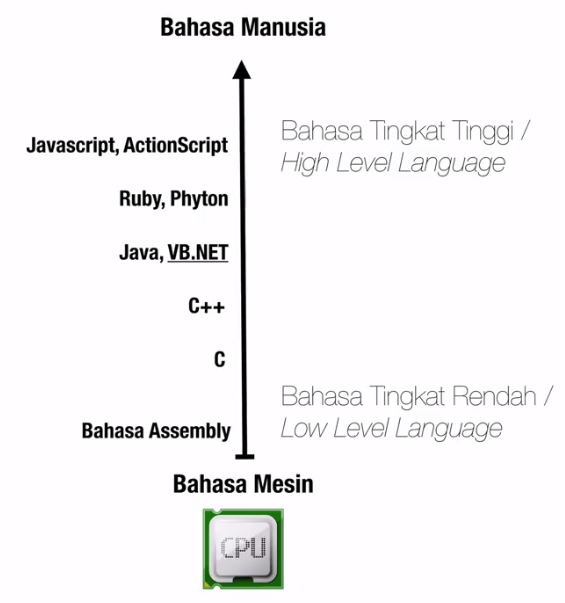 Bahasa Manusia
Javascript, ActionScript
Bahasa Tingkat Tinggi /
High Level Language
Ruby, Phyton
Java, VB.NET
C++
C
Bahasa Tingkat Rendah /
Low Level Language
Bahasa Assembly
Bahasa Mesin
CPU